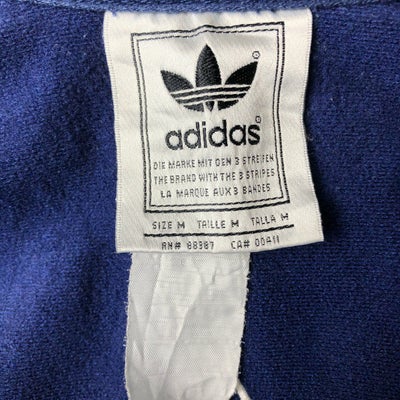 adidas®
DIE MARKE MIT DEN 3 STREIFEN
THE BRAND WITH THE 3 STRIPES
LA MARQUE AUX 3 BANDES
SIZE M TAILLE M TALLA M
RN# 88387 CA# 00411